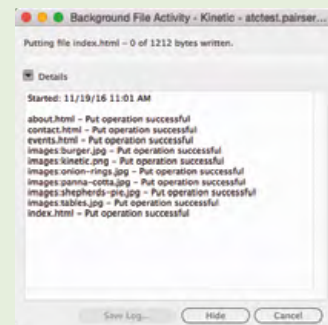 Background File Activity - Kinetic - atctest.pairser...
Putting file index.html - 0 of 1212 bytes written.
Details
Started: 11/19/16 11:01 AM
about.html - Put operation successful
contact.html - Put operation successful
events.html - Put operation successful
images:burger.jpg - Put operation successful
images:kinetic.png - Put operation successful
images:onion-rings.jpg - Put operation successful
images:panna-cotta.jpg - Put operation successful
images:shepherds-pie.jpg - Put operation successful
images:tables.jpg - Put operation successful
index.html - Put operation successful
Save Log...
Hide
Cancel